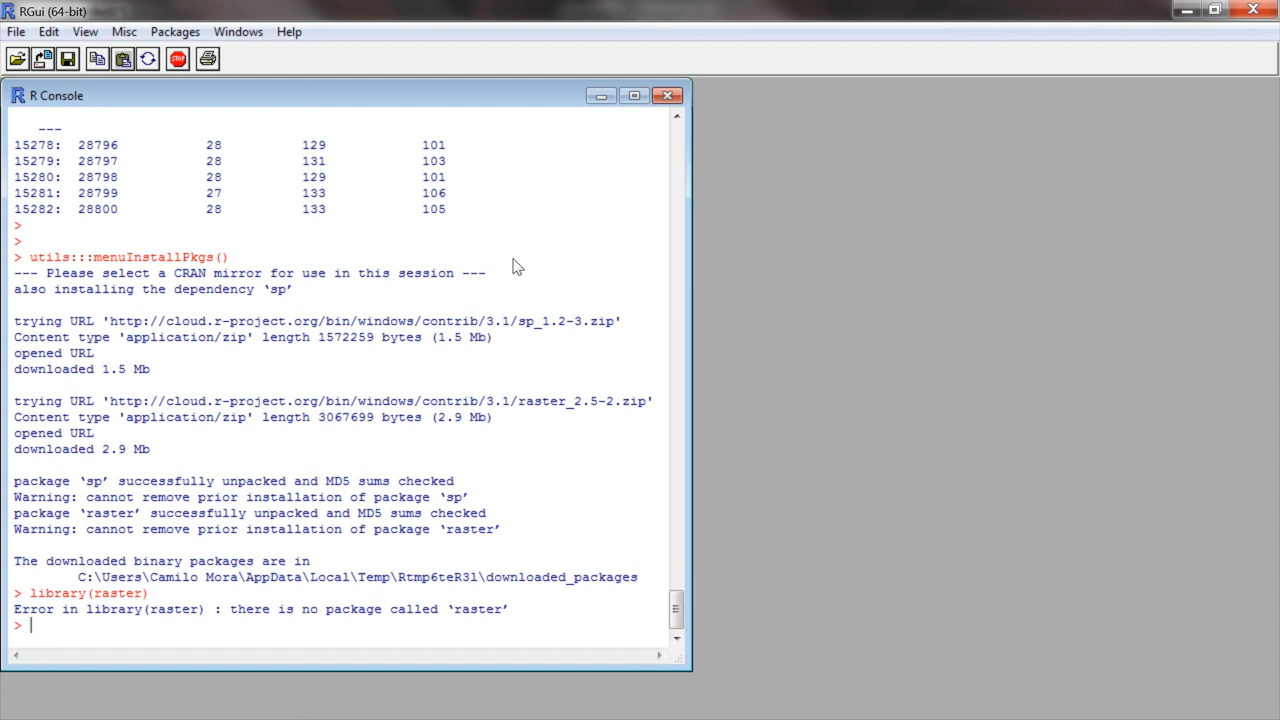 RGui (64-bit)
File Edit View Misc Packages Windows Help
STOP
R Console
---
15278: 28796 28 129 101
15279: 28797 28 131 103
15280: 28798 28 129 101
15281: 28799 27 133 106
15282: 28800 28 133 105
>
>
> utils:::menuInstallPkgs()
--- Please select a CRAN mirror for use in this session ---
also installing the dependency ‘sp’
trying URL 'http://cloud.r-project.org/bin/windows/contrib/3.1/sp_1.2-3.zip'
Content type 'application/zip' length 1572259 bytes (1.5 Mb)
opened URL
downloaded 1.5 Mb
trying URL 'http://cloud.r-project.org/bin/windows/contrib/3.1/raster_2.5-2.zip'
Content type 'application/zip' length 3067699 bytes (2.9 Mb)
opened URL
downloaded 2.9 Mb
package ‘sp’ successfully unpacked and MD5 sums checked
Warning: cannot remove prior installation of package ‘sp’
package ‘raster’ successfully unpacked and MD5 sums checked
Warning: cannot remove prior installation of package ‘raster’
The downloaded binary packages are in
C:\Users\Camilo Mora\AppData\Local\Temp\Rtmp6teR3l\downloaded_packages
> library(raster)
Error in library(raster) : there is no package called ‘raster’
>